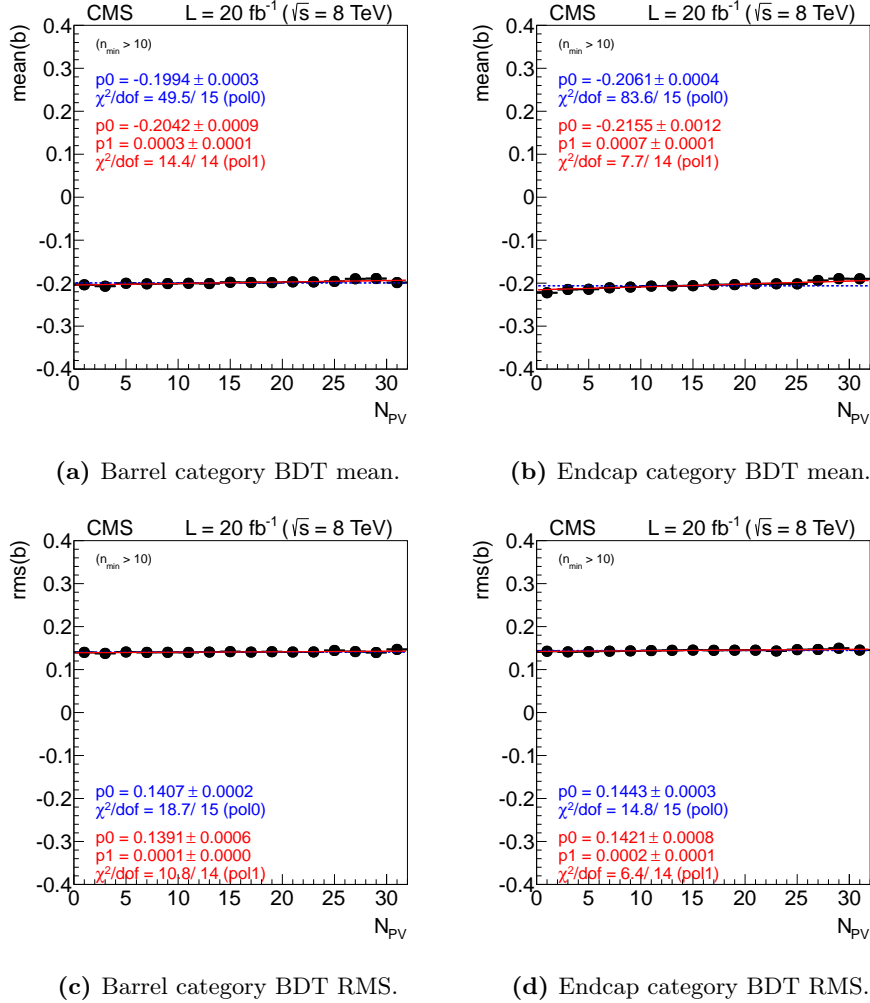 CMS L = 20 fb⁻¹ (√s = 8 TeV)
mean(b)
(n_min > 10)
p0 = -0.1994 ± 0.0003
χ²/dof = 49.5/ 15 (pol0)
p0 = -0.2042 ± 0.0009
p1 = 0.0003 ± 0.0001
χ²/dof = 14.4/ 14 (pol1)
0.4
0.3
0.2
0.1
0
-0.1
-0.2
-0.3
-0.4
0 5 10 15 20 25 30
N_PV
(a) Barrel category BDT mean.
CMS L = 20 fb⁻¹ (√s = 8 TeV)
mean(b)
(n_min > 10)
p0 = -0.2061 ± 0.0004
χ²/dof = 83.6/ 15 (pol0)
p0 = -0.2155 ± 0.0012
p1 = 0.0007 ± 0.0001
χ²/dof = 7.7/ 14 (pol1)
0.4
0.3
0.2
0.1
0
-0.1
-0.2
-0.3
-0.4
0 5 10 15 20 25 30
N_PV
(b) Endcap category BDT mean.
CMS L = 20 fb⁻¹ (√s = 8 TeV)
rms(b)
(n_min > 10)
0.4
0.3
0.2
0.1
0
-0.1
-0.2
-0.3
-0.4
p0 = 0.1407 ± 0.0002
χ²/dof = 18.7/ 15 (pol0)
p0 = 0.1391 ± 0.0006
p1 = 0.0001 ± 0.0000
χ²/dof = 10.8/ 14 (pol1)
0 5 10 15 20 25 30
N_PV
(c) Barrel category BDT RMS.
CMS L = 20 fb⁻¹ (√s = 8 TeV)
rms(b)
(n_min > 10)
0.4
0.3
0.2
0.1
0
-0.1
-0.2
-0.3
-0.4
p0 = 0.1443 ± 0.0003
χ²/dof = 14.8/ 15 (pol0)
p0 = 0.1421 ± 0.0008
p1 = 0.0002 ± 0.0001
χ²/dof = 6.4/ 14 (pol1)
0 5 10 15 20 25 30
N_PV
(d) Endcap category BDT RMS.